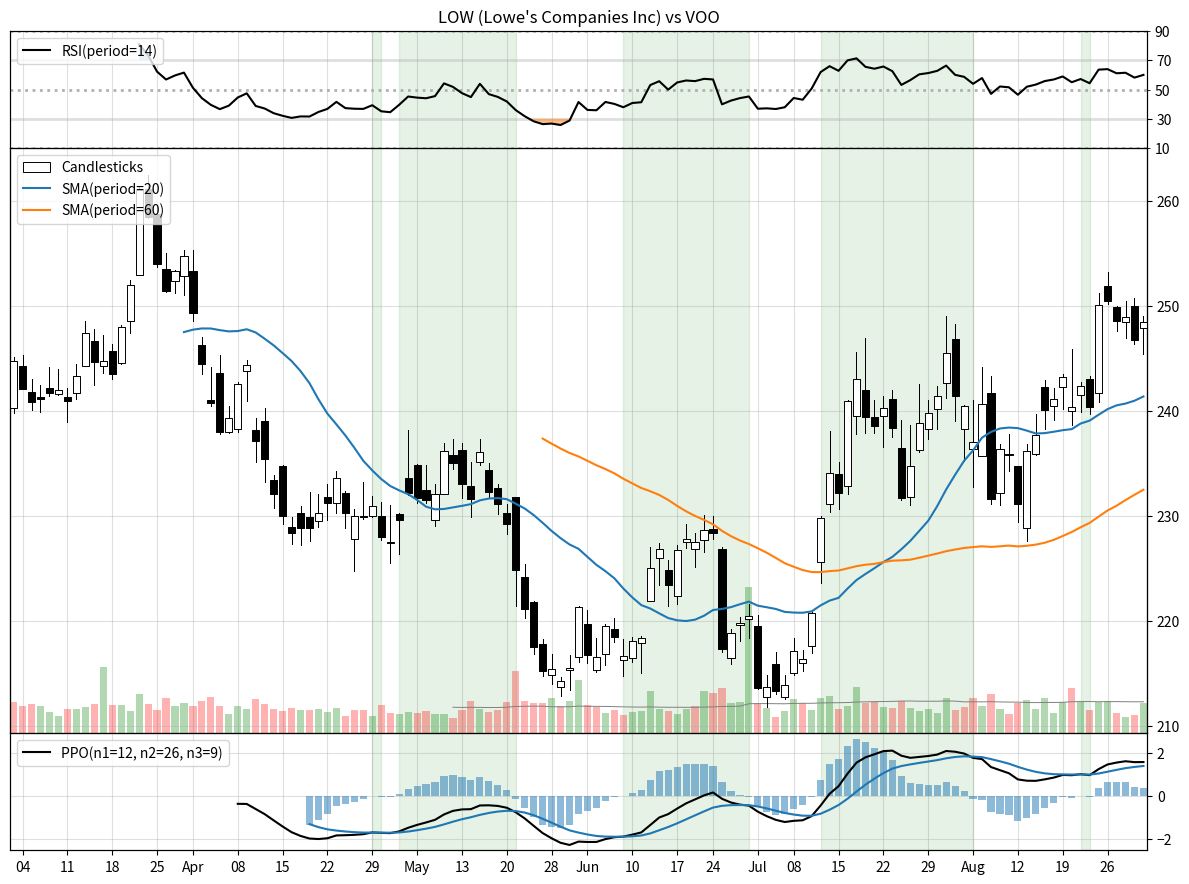 LOW (Lowe's Companies Inc) vs VOO
RSI(period=14)
90
70
50
30
10
Candlesticks
SMA(period=20)
SMA(period=60)
260
250
240
230
220
210
PPO(n1=12, n2=26, n3=9)
2
0
−2
04 11 18 25 Apr 08 15 22 29 May 13 20 28 Jun 10 17 24 Jul 08 15 22 29 Aug 12 19 26